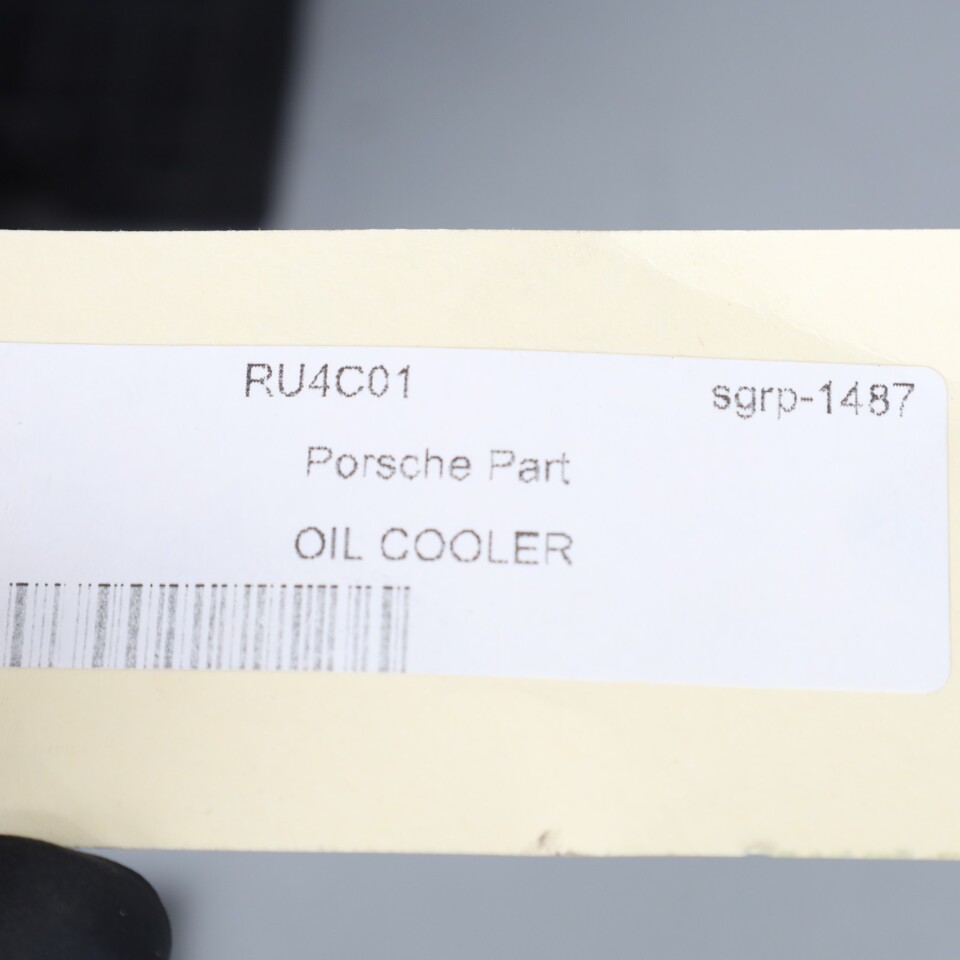 RU4C01 sgrp-1487
Porsche Part
OIL COOLER